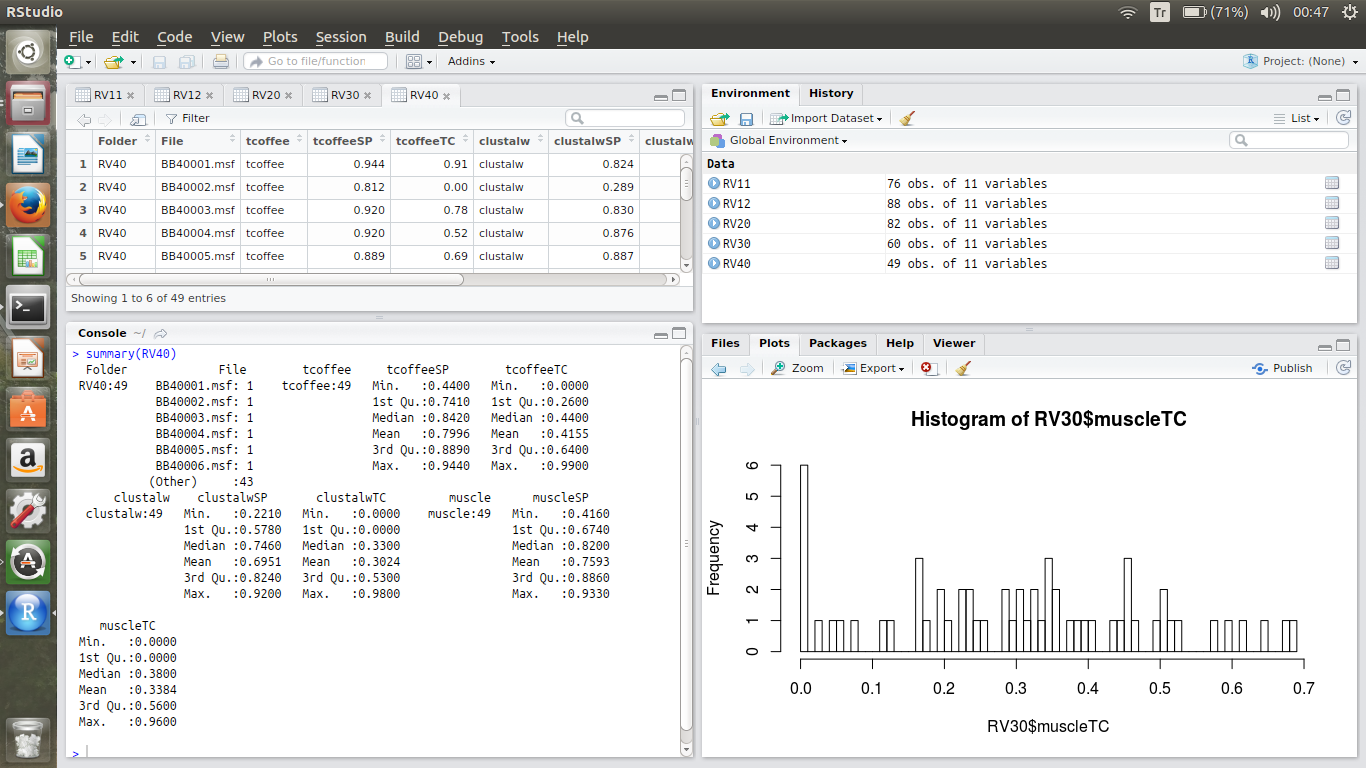 RStudio
Tr (71%) 00:47
File Edit Code View Plots Session Build Debug Tools Help
Go to file/function Addins Project: (None)
RV11 RV12 RV20 RV30 RV40
Filter
Folder File tcoffee tcoffeeSP tcoffeeTC clustalw clustalwSP clustalw
1 RV40 BB40001.msf tcoffee 0.944 0.91 clustalw 0.824
2 RV40 BB40002.msf tcoffee 0.812 0.00 clustalw 0.289
3 RV40 BB40003.msf tcoffee 0.920 0.78 clustalw 0.830
4 RV40 BB40004.msf tcoffee 0.920 0.52 clustalw 0.876
5 RV40 BB40005.msf tcoffee 0.889 0.69 clustalw 0.887
Showing 1 to 6 of 49 entries
Console ~/
> summary(RV40)
Folder File tcoffee tcoffeeSP tcoffeeTC
RV40:49 BB40001.msf: 1 tcoffee:49 Min. :0.4400 Min. :0.0000
BB40002.msf: 1 1st Qu.:0.7410 1st Qu.:0.2600
BB40003.msf: 1 Median :0.8420 Median :0.4400
BB40004.msf: 1 Mean :0.7996 Mean :0.4155
BB40005.msf: 1 3rd Qu.:0.8890 3rd Qu.:0.6400
BB40006.msf: 1 Max. :0.9440 Max. :0.9900
(Other) :43
clustalw clustalwSP clustalwTC muscle muscleSP
clustalw:49 Min. :0.2210 Min. :0.0000 muscle:49 Min. :0.4160
1st Qu.:0.5780 1st Qu.:0.0000 1st Qu.:0.6740
Median :0.7460 Median :0.3300 Median :0.8200
Mean :0.6951 Mean :0.3024 Mean :0.7593
3rd Qu.:0.8240 3rd Qu.:0.5300 3rd Qu.:0.8860
Max. :0.9200 Max. :0.9800 Max. :0.9330
muscleTC
Min. :0.0000
1st Qu.:0.0000
Median :0.3800
Mean :0.3384
3rd Qu.:0.5600
Max. :0.9600
>
Environment History
Import Dataset List
Global Environment
Data
RV11 76 obs. of 11 variables
RV12 88 obs. of 11 variables
RV20 82 obs. of 11 variables
RV30 60 obs. of 11 variables
RV40 49 obs. of 11 variables
Files Plots Packages Help Viewer
Zoom Export Publish
Histogram of RV30$muscleTC
Frequency
6
5
4
3
2
1
0
0.0 0.1 0.2 0.3 0.4 0.5 0.6 0.7
RV30$muscleTC